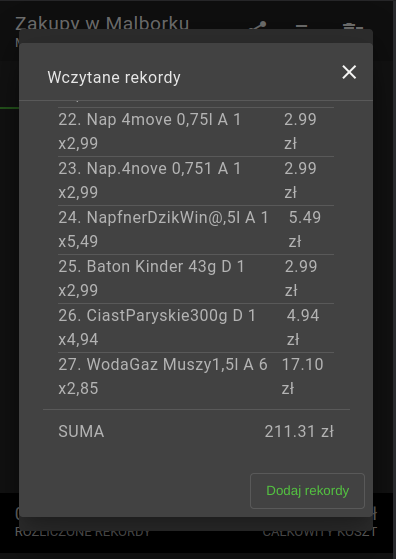 Zakupy w Malborku
Wczytane rekordy
22. Nap 4move 0,75l A 1 2.99
x2,99 zł
23. Nap.4nove 0,751 A 1 2.99
x2,99 zł
24. NapfnerDzikWin@,5l A 1 5.49
x5,49 zł
25. Baton Kinder 43g D 1 2.99
x2,99 zł
26. CiastParyskie300g D 1 4.94
x4,94 zł
27. WodaGaz Muszy1,5l A 6 17.10
x2,85 zł
SUMA 211.31 zł
Dodaj rekordy
ROZLICZONE REKORDY CAŁKOWITY KOSZT